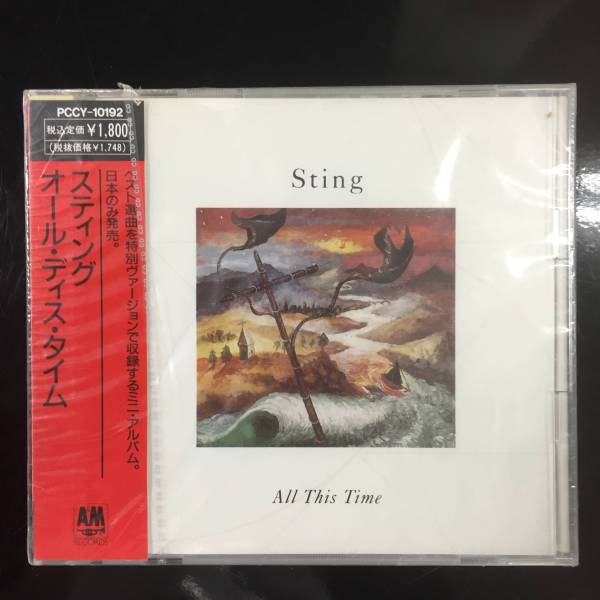 PCCY-10192
税込定価 ¥1,800
(税抜価格¥1,748)
ベスト選曲を特別ヴァージョンで収録するミニ・アルバム。
日本のみ発売。
スティング
オール・ディス・タイム
A&M
RECORDS
Sting
All This Time